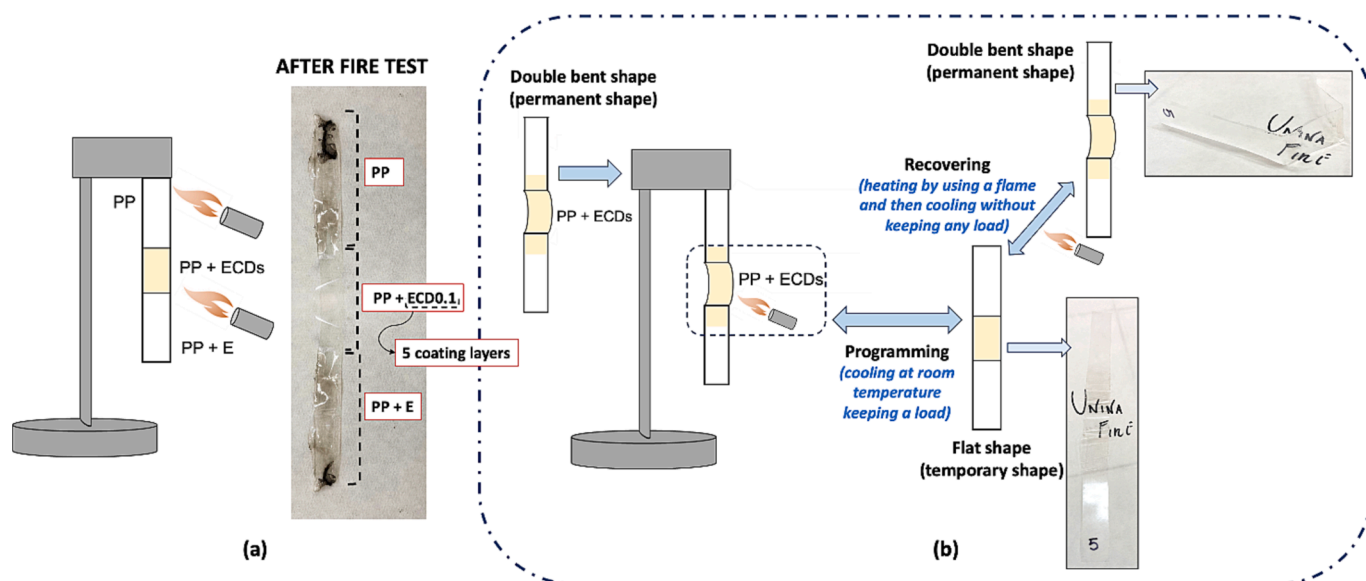 AFTER FIRE TEST
PP
PP + ECDs
PP + E
PP
PP + ECD0.1
5 coating layers
PP + E
(a)
Double bent shape
(permanent shape)
PP + ECDs
PP + ECDs
Programming
(cooling at room
temperature
keeping a load)
Recovering
(heating by using a flame
and then cooling without
keeping any load)
Double bent shape
(permanent shape)
5
UNINA
FIRE
Flat shape
(temporary shape)
UNINA
FIRE
5
(b)